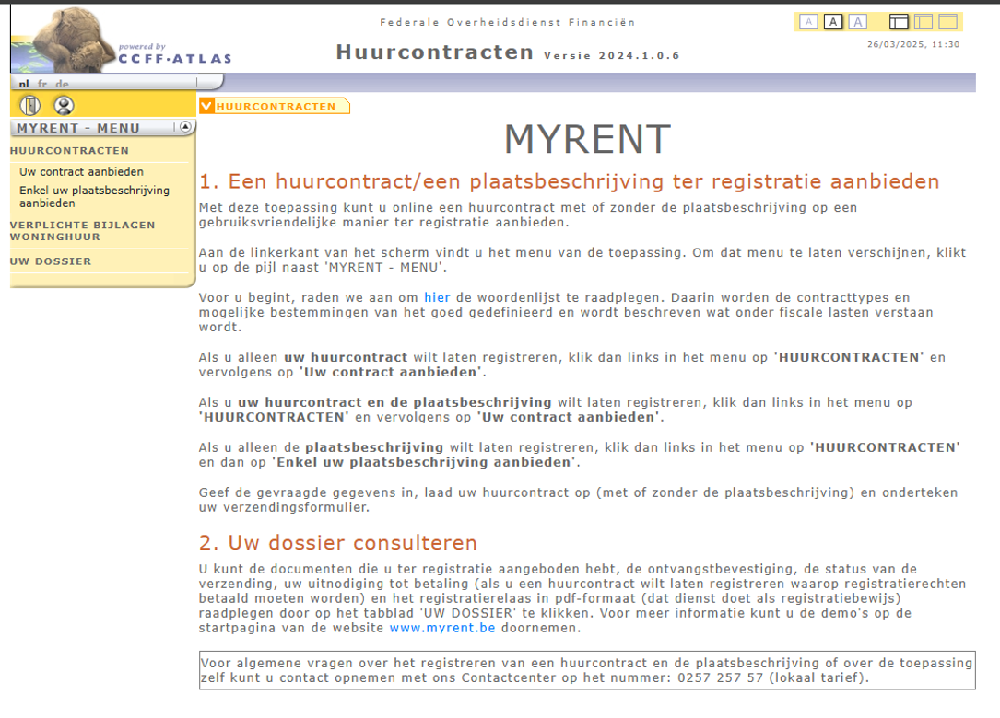 Federale Overheidsdienst Financiën
A A A
powered by
CCFF-ATLAS
Huurcontracten Versie 2024.1.0.6
26/03/2025, 11:30
nl fr de
MYRENT - MENU
HUURCONTRACTEN
Uw contract aanbieden
Enkel uw plaatsbeschrijving
aanbieden
VERPLICHTE BIJLAGEN
WONINGHUUR
UW DOSSIER
HUURCONTRACTEN
MYRENT
1. Een huurcontract/een plaatsbeschrijving ter registratie aanbieden
Met deze toepassing kunt u online een huurcontract met of zonder de plaatsbeschrijving op een
gebruiksvriendelijke manier ter registratie aanbieden.
Aan de linkerkant van het scherm vindt u het menu van de toepassing. Om dat menu te laten verschijnen, klikt
u op de pijl naast 'MYRENT - MENU'.
Voor u begint, raden we aan om hier de woordenlijst te raadplegen. Daarin worden de contracttypes en
mogelijke bestemmingen van het goed gedefinieerd en wordt beschreven wat onder fiscale lasten verstaan
wordt.
Als u alleen uw huurcontract wilt laten registreren, klik dan links in het menu op 'HUURCONTRACTEN' en
vervolgens op 'Uw contract aanbieden'.
Als u uw huurcontract en de plaatsbeschrijving wilt laten registreren, klik dan links in het menu op
'HUURCONTRACTEN' en vervolgens op 'Uw contract aanbieden'.
Als u alleen de plaatsbeschrijving wilt laten registreren, klik dan links in het menu op 'HUURCONTRACTEN'
en dan op 'Enkel uw plaatsbeschrijving aanbieden'.
Geef de gevraagde gegevens in, laad uw huurcontract op (met of zonder de plaatsbeschrijving) en onderteken
uw verzendingsformulier.
2. Uw dossier consulteren
U kunt de documenten die u ter registratie aangeboden hebt, de ontvangstbevestiging, de status van de
verzending, uw uitnodiging tot betaling (als u een huurcontract wilt laten registreren waarop registratierechten
betaald moeten worden) en het registratierelaas in pdf-formaat (dat dienst doet als registratiebewijs)
raadplegen door op het tabblad 'UW DOSSIER' te klikken. Voor meer informatie kunt u de demo's op de
startpagina van de website www.myrent.be doornemen.
Voor algemene vragen over het registreren van een huurcontract en de plaatsbeschrijving of over de toepassing
zelf kunt u contact opnemen met ons Contactcenter op het nummer: 0257 257 57 (lokaal tarief).